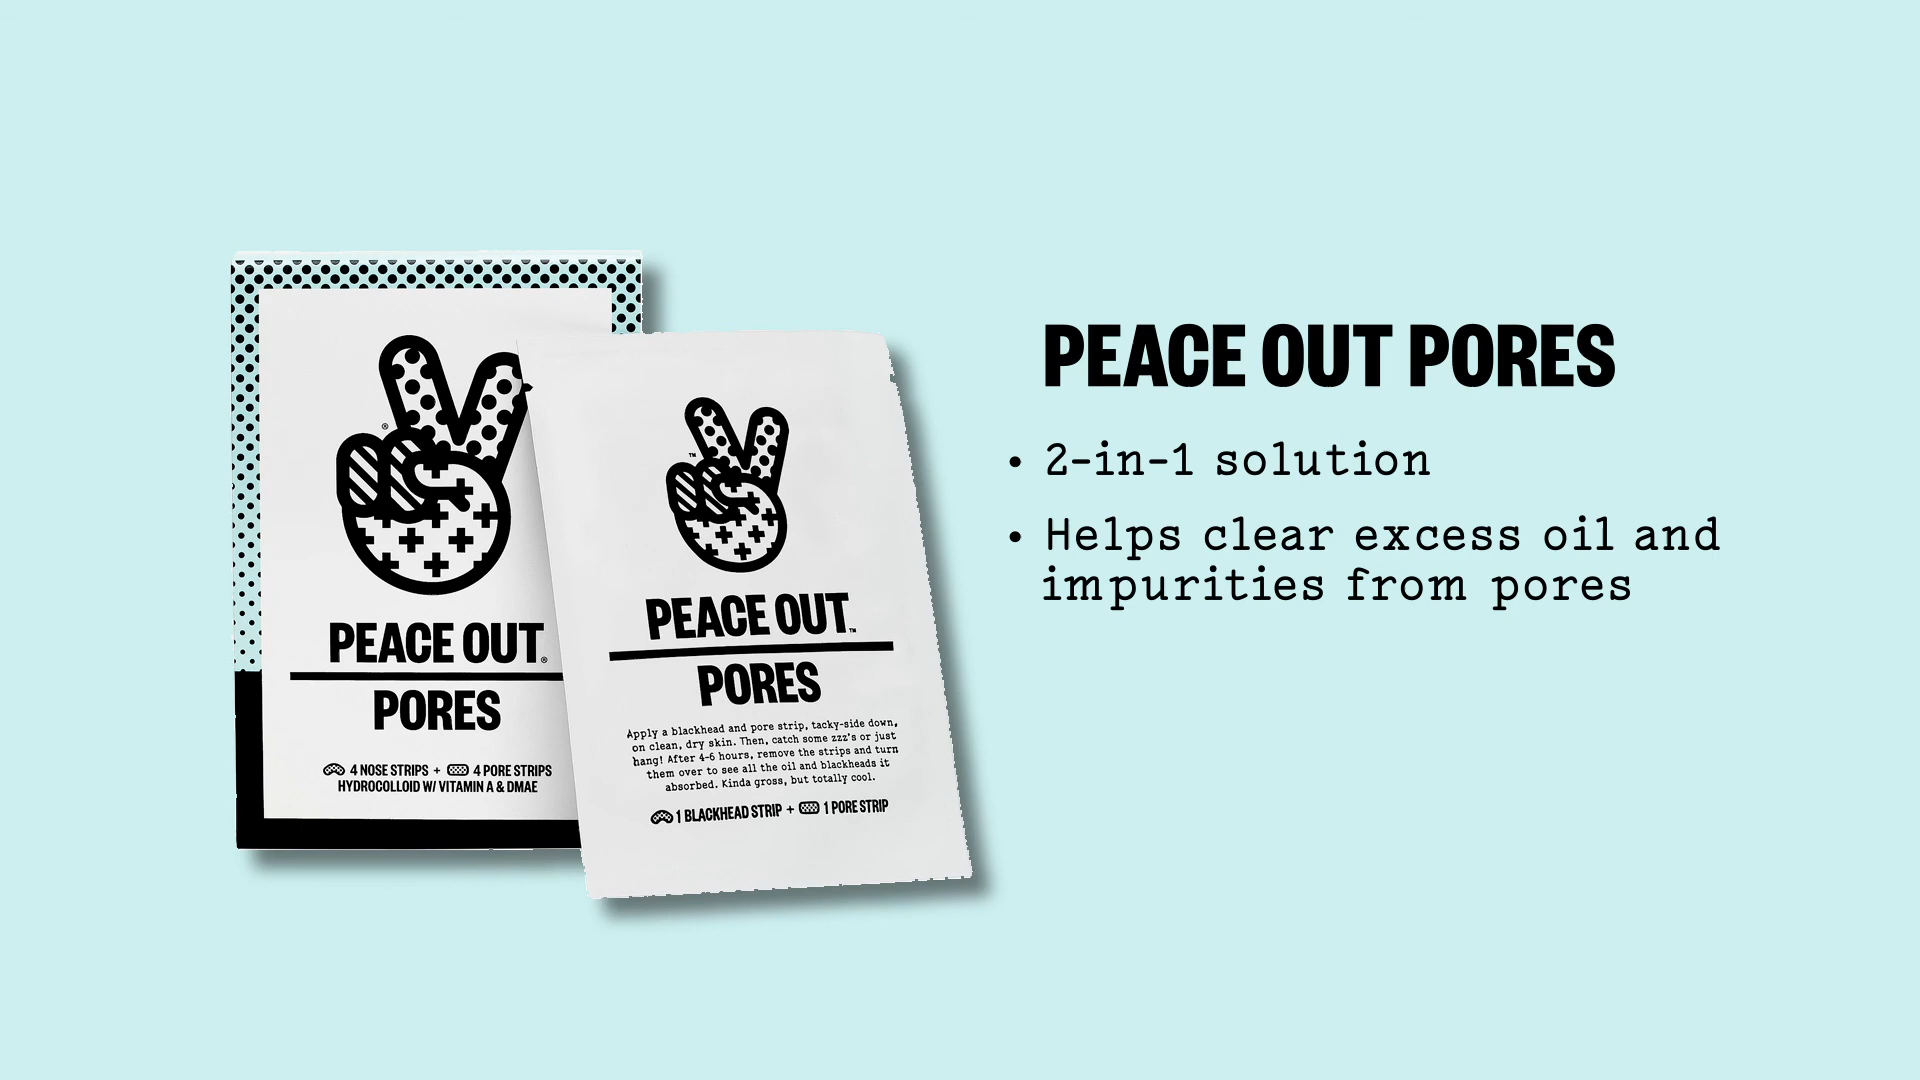 PEACE OUT®
PORES
4 NOSE STRIPS + 4 PORE STRIPS
HYDROCOLLOID W/ VITAMIN A & DMAE
PEACE OUT™
PORES
Apply a blackhead and pore strip, tacky-side down,
on clean, dry skin. Then, catch some zzz's or just
hang! After 4-6 hours, remove the strips and turn
them over to see all the oil and blackheads it
absorbed. Kinda gross, but totally cool.
1 BLACKHEAD STRIP + 1 PORE STRIP
PEACE OUT PORES
• 2-in-1 solution
• Helps clear excess oil and
impurities from pores